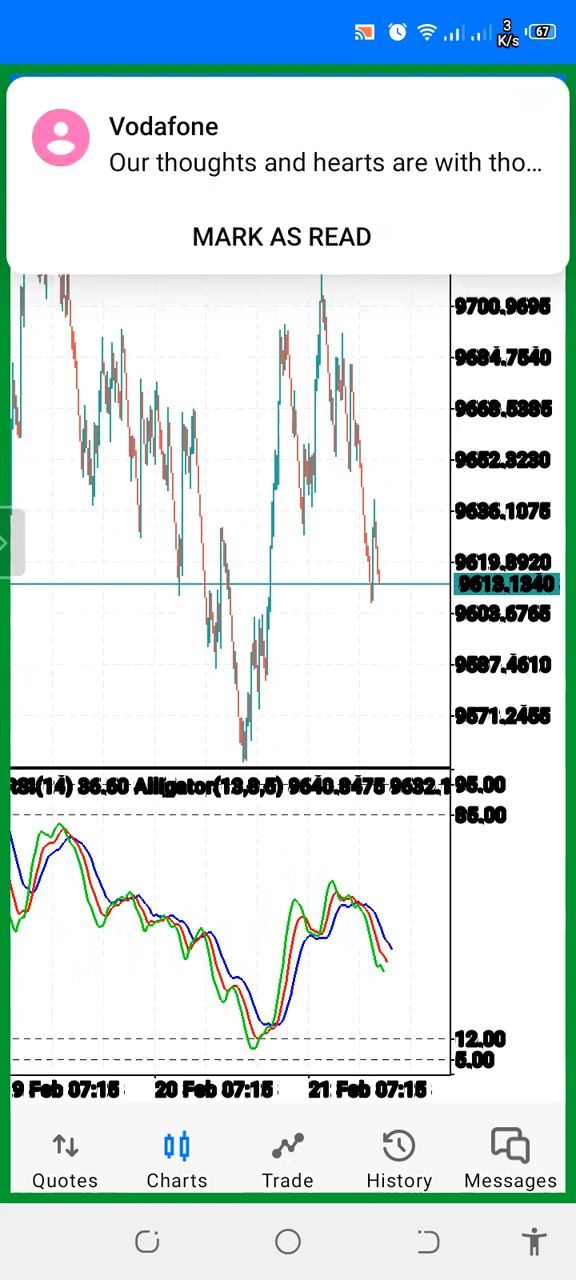 3
K/s
67
Vodafone
Our thoughts and hearts are with tho...
MARK AS READ
9700.9695
9684.7540
9668.5385
9652.3230
9636.1075
9619.8920
9613.1340
9603.6765
9587.4610
9571.2455
RSI(14) 36.60 Alligator(13,8,5) 9640.8475 9632.1
95.00
85.00
12.00
5.00
9 Feb 07:15 20 Feb 07:15 21 Feb 07:15
Quotes Charts Trade History Messages